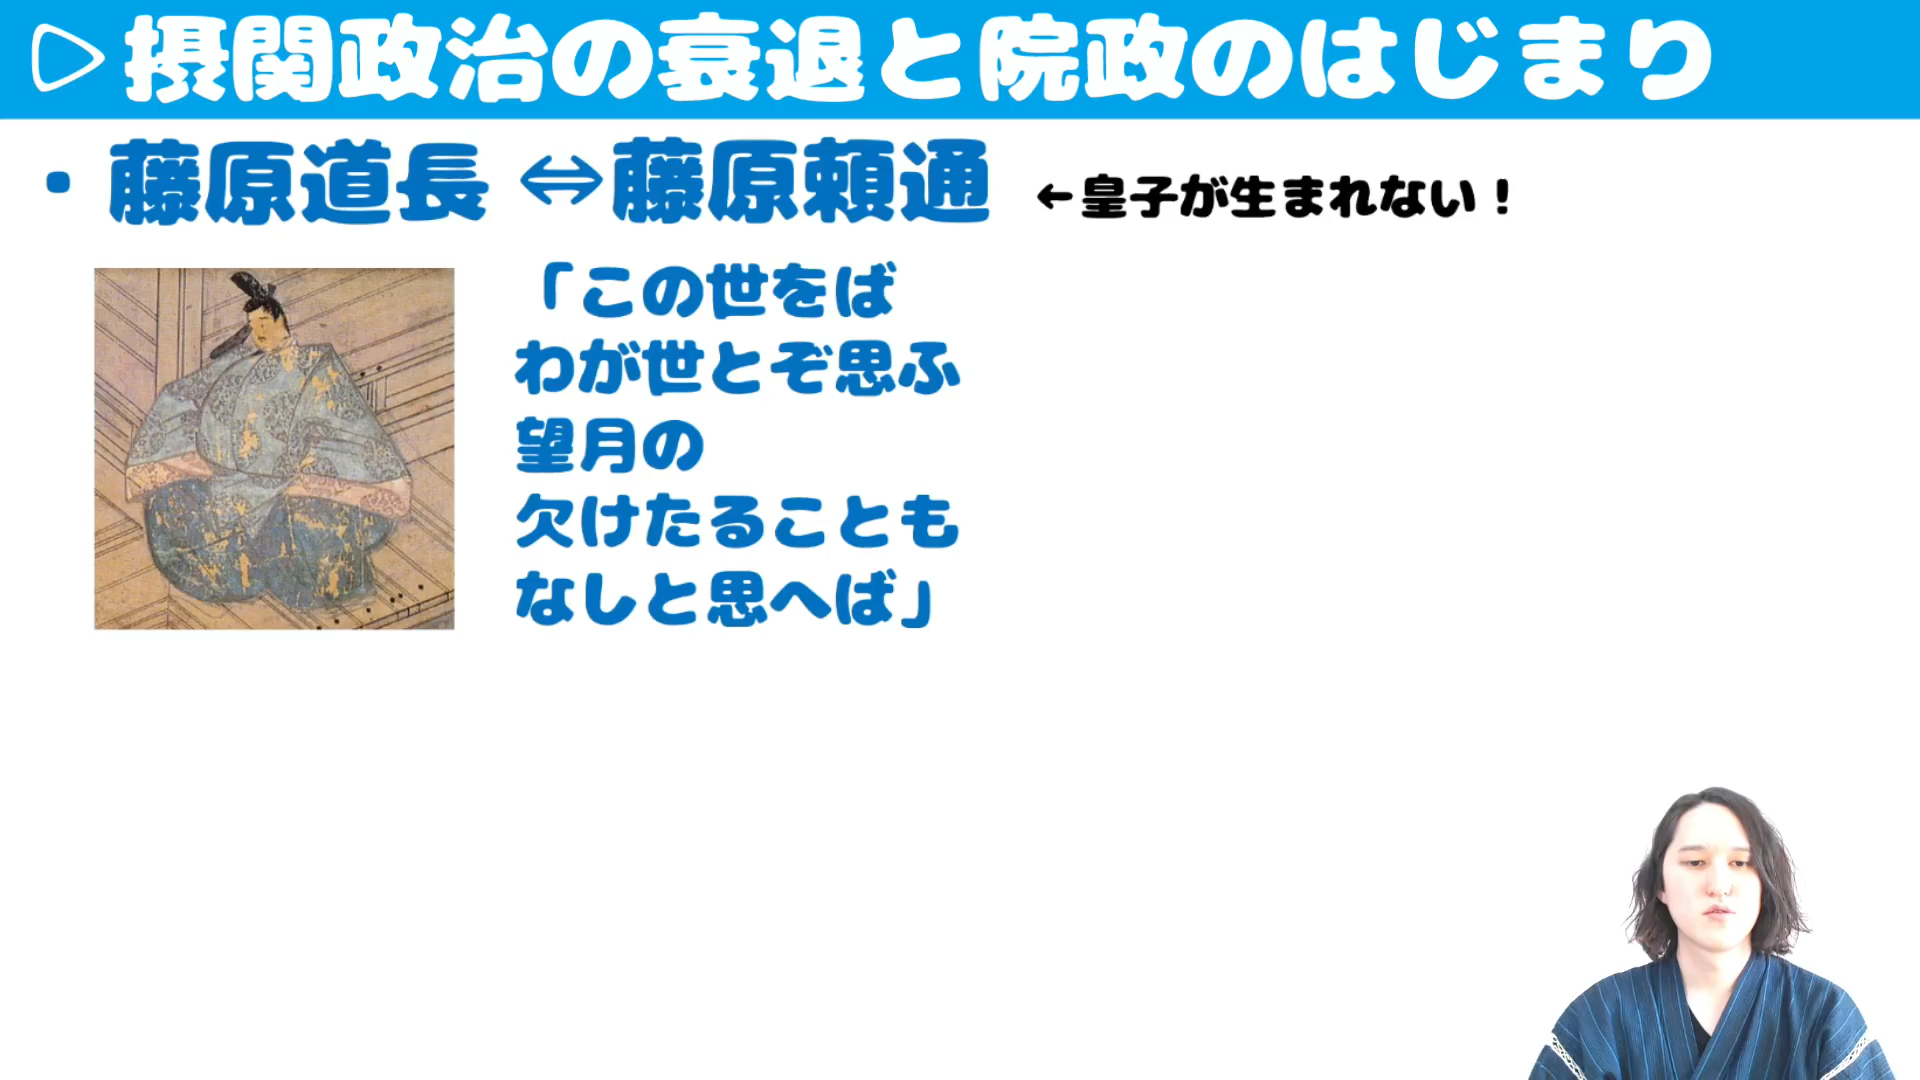 ▷摂関政治の衰退と院政のはじまり
・藤原道長 ⇔藤原頼通 ←皇子が生まれない！
「この世をば
わが世とぞ思ふ
望月の
欠けたることも
なしと思へば」